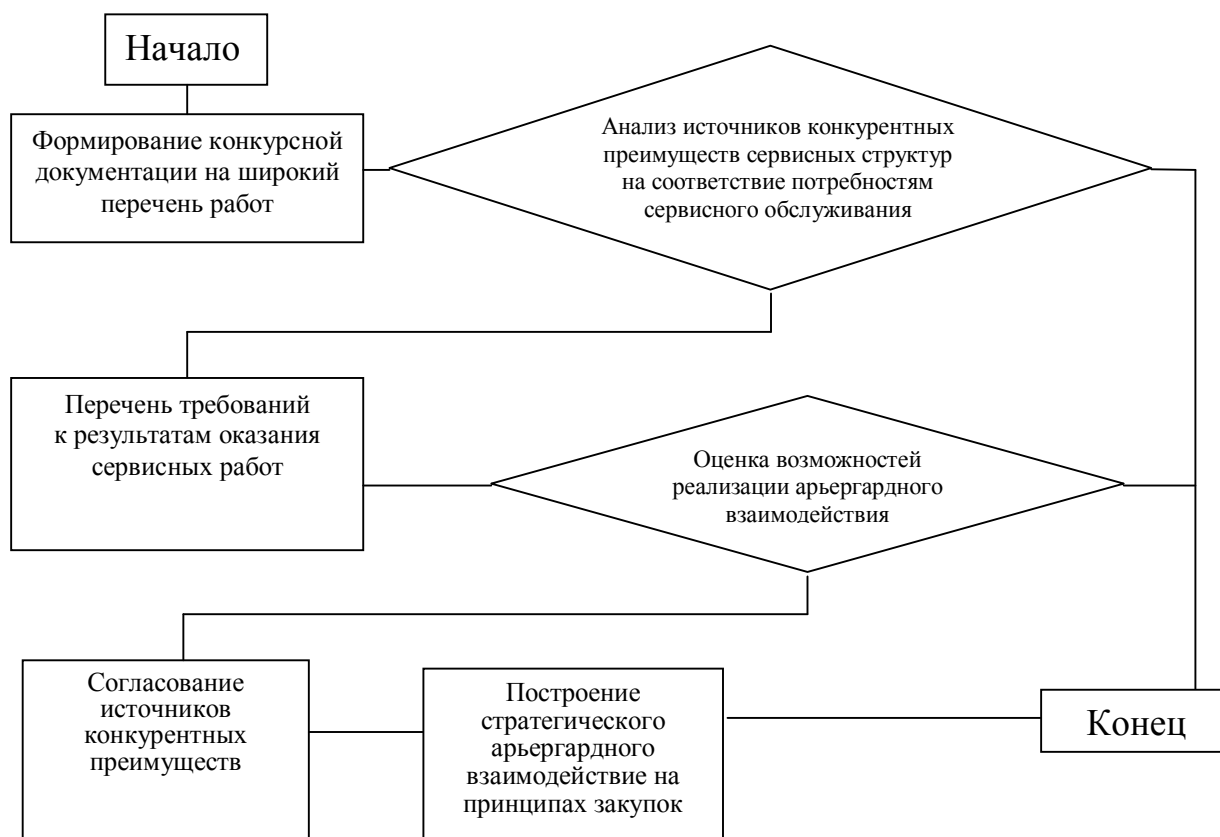 Начало
Формирование конкурсной
документации на широкий
перечень работ
Анализ источников конкурентных
преимуществ сервисных структур
на соответствие потребностям
сервисного обслуживания
Перечень требований
к результатам оказания
сервисных работ
Оценка возможностей
реализации арьергардного
взаимодействия
Согласование
источников
конкурентных
преимуществ
Построение
стратегического
арьергардного
взаимодействие на
принципах закупок
Конец